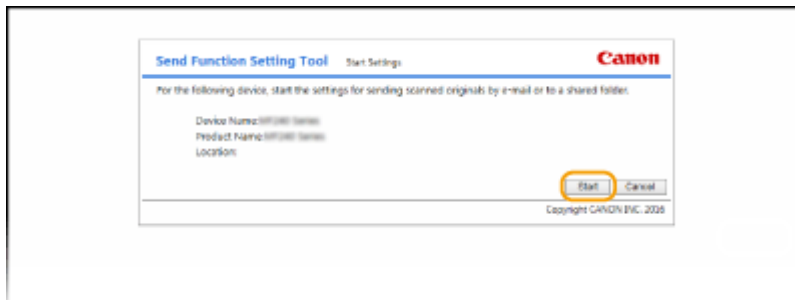 Send Function Setting Tool Start Settings Canon
For the following device, start the settings for sending scanned originals by e-mail or to a shared folder.
Device Name:
Product Name:
Location:
Start Cancel
Copyright CANON INC. 2016